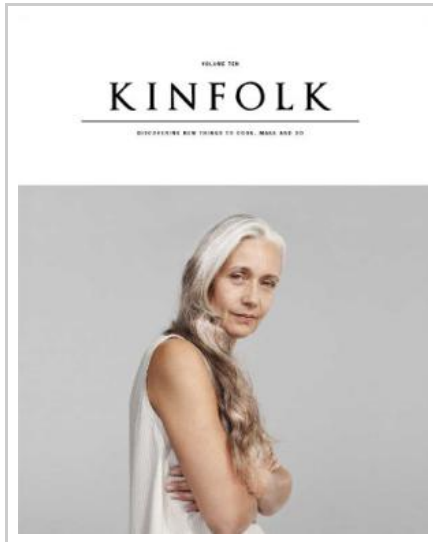 VOLUME TEN
KINFOLK
DISCOVERING NEW THINGS TO COOK, MAKE AND DO